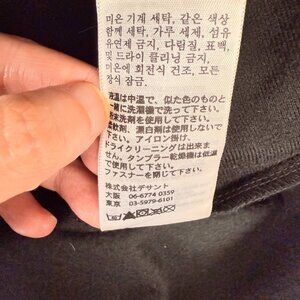 미온 기계 세탁, 같은 색상
함께 세탁, 가루 세제, 섬유
유연제 금지, 다림질, 표백,
및 드라이 클리닝 금지,
미온에 회전식 건조, 모든
장식 잠금.
液温は中温で、似た色のものと
一緒に洗濯機で洗って下さい。
粉末洗剤を使用して下さい。
柔軟剤、漂白剤は使用しないで
下さい。アイロン掛け、
ドライクリーニングは出来ま
せん。タンブラー乾燥機は低温
で使用して下さい。
ファスナーを閉じて下さい。
株式会社デサント
大阪 06-6774 0359
東京 03-5979-6101